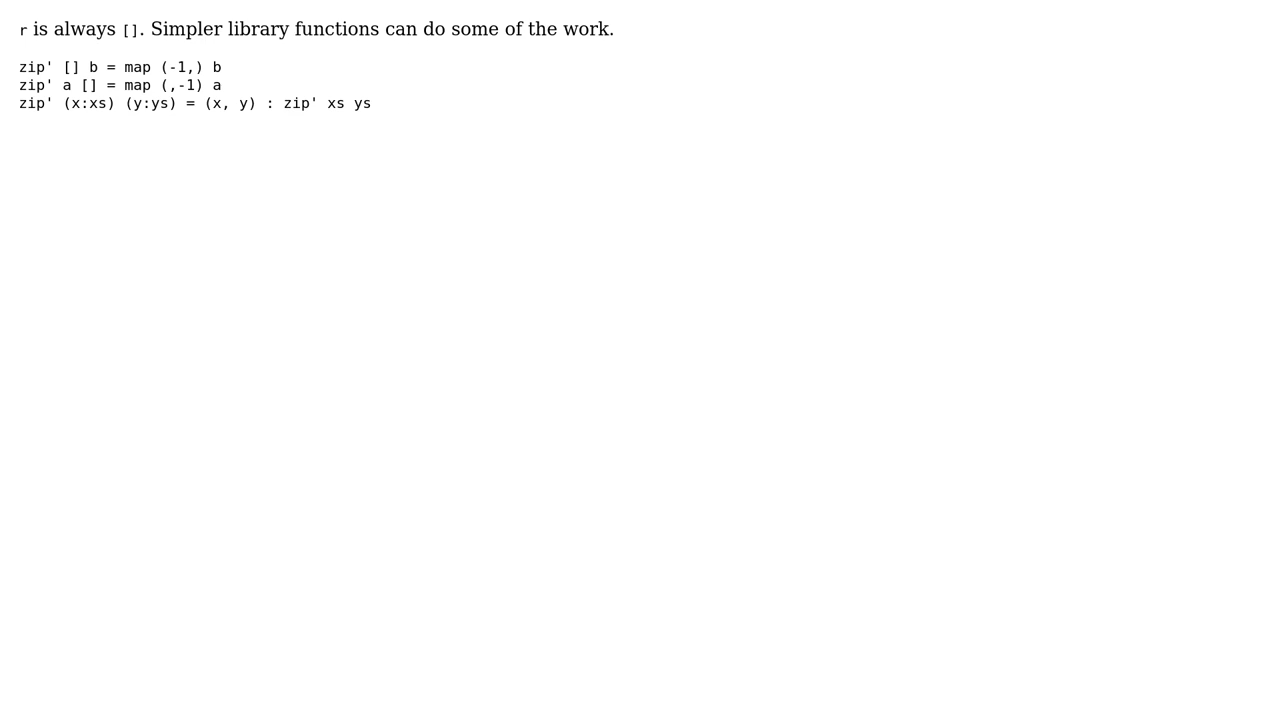 r is always []. Simpler library functions can do some of the work.
zip' [] b = map (-1,) b
zip' a [] = map (,-1) a
zip' (x:xs) (y:ys) = (x, y) : zip' xs ys